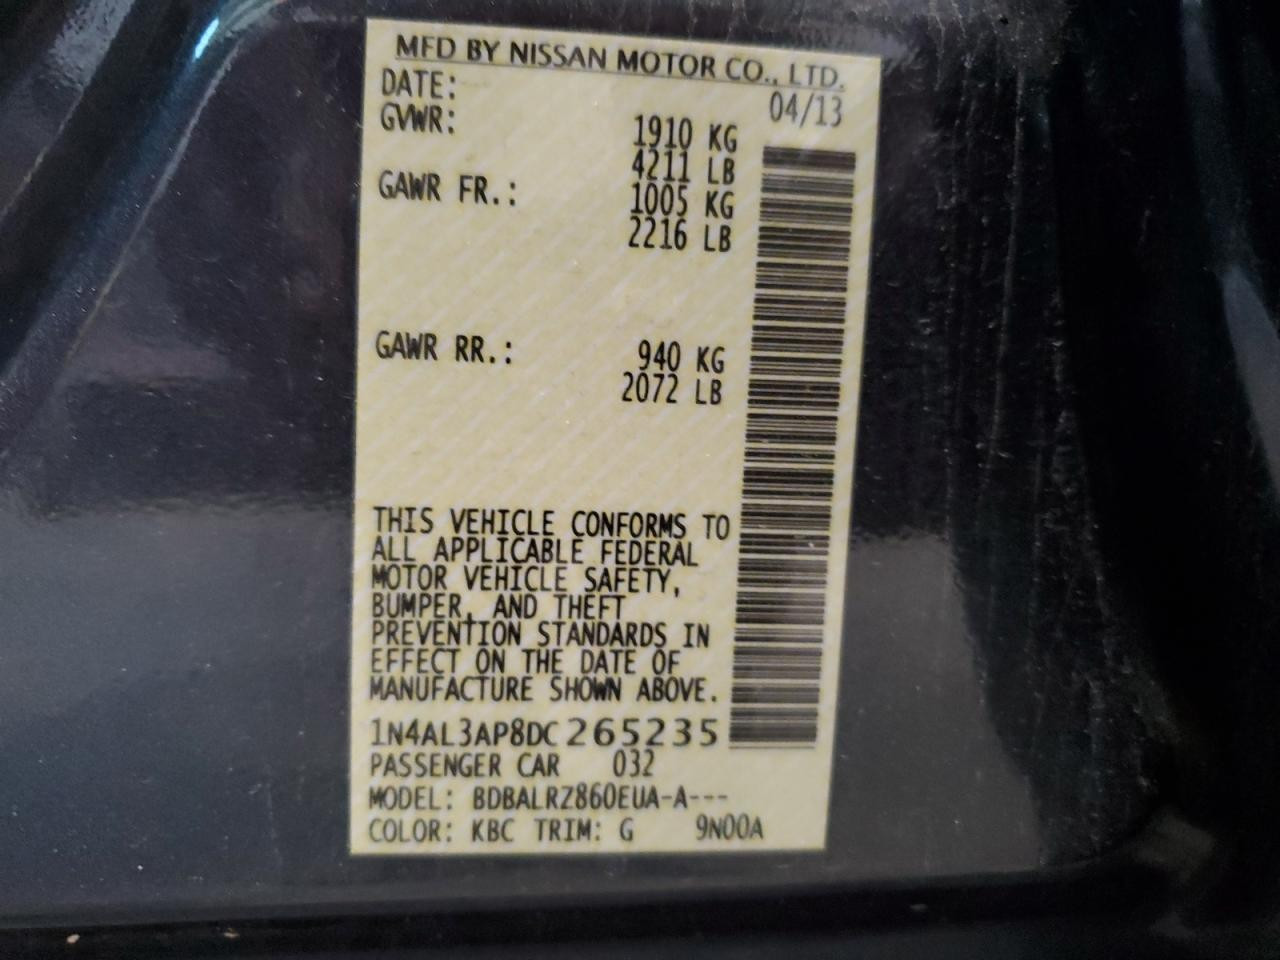 MFD BY NISSAN MOTOR CO., LTD.
DATE: 04/13
GVWR: 1910 KG
4211 LB
GAWR FR.: 1005 KG
2216 LB
GAWR RR.: 940 KG
2072 LB
THIS VEHICLE CONFORMS TO
ALL APPLICABLE FEDERAL
MOTOR VEHICLE SAFETY,
BUMPER, AND THEFT
PREVENTION STANDARDS IN
EFFECT ON THE DATE OF
MANUFACTURE SHOWN ABOVE.
1N4AL3AP8DC265235
PASSENGER CAR 032
MODEL: BDBALRZ860EUA-A---
COLOR: KBC TRIM: G 9N00A